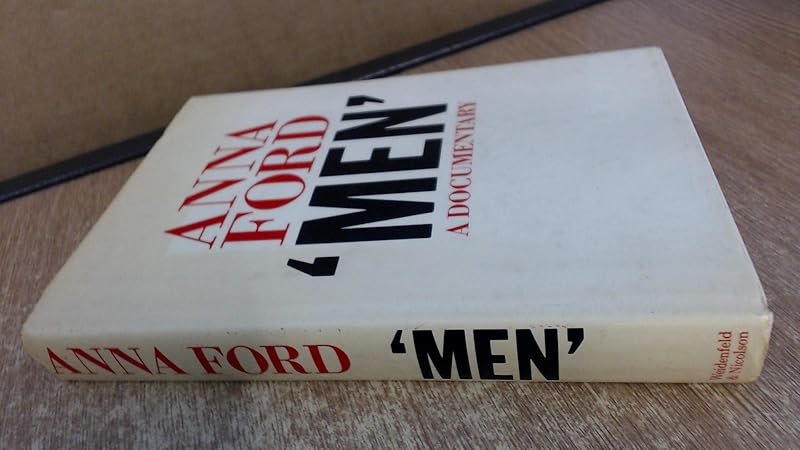 ANNA
FORD
‘MEN’
A DOCUMENTARY
ANNA FORD ‘MEN’ Weidenfeld
& Nicolson